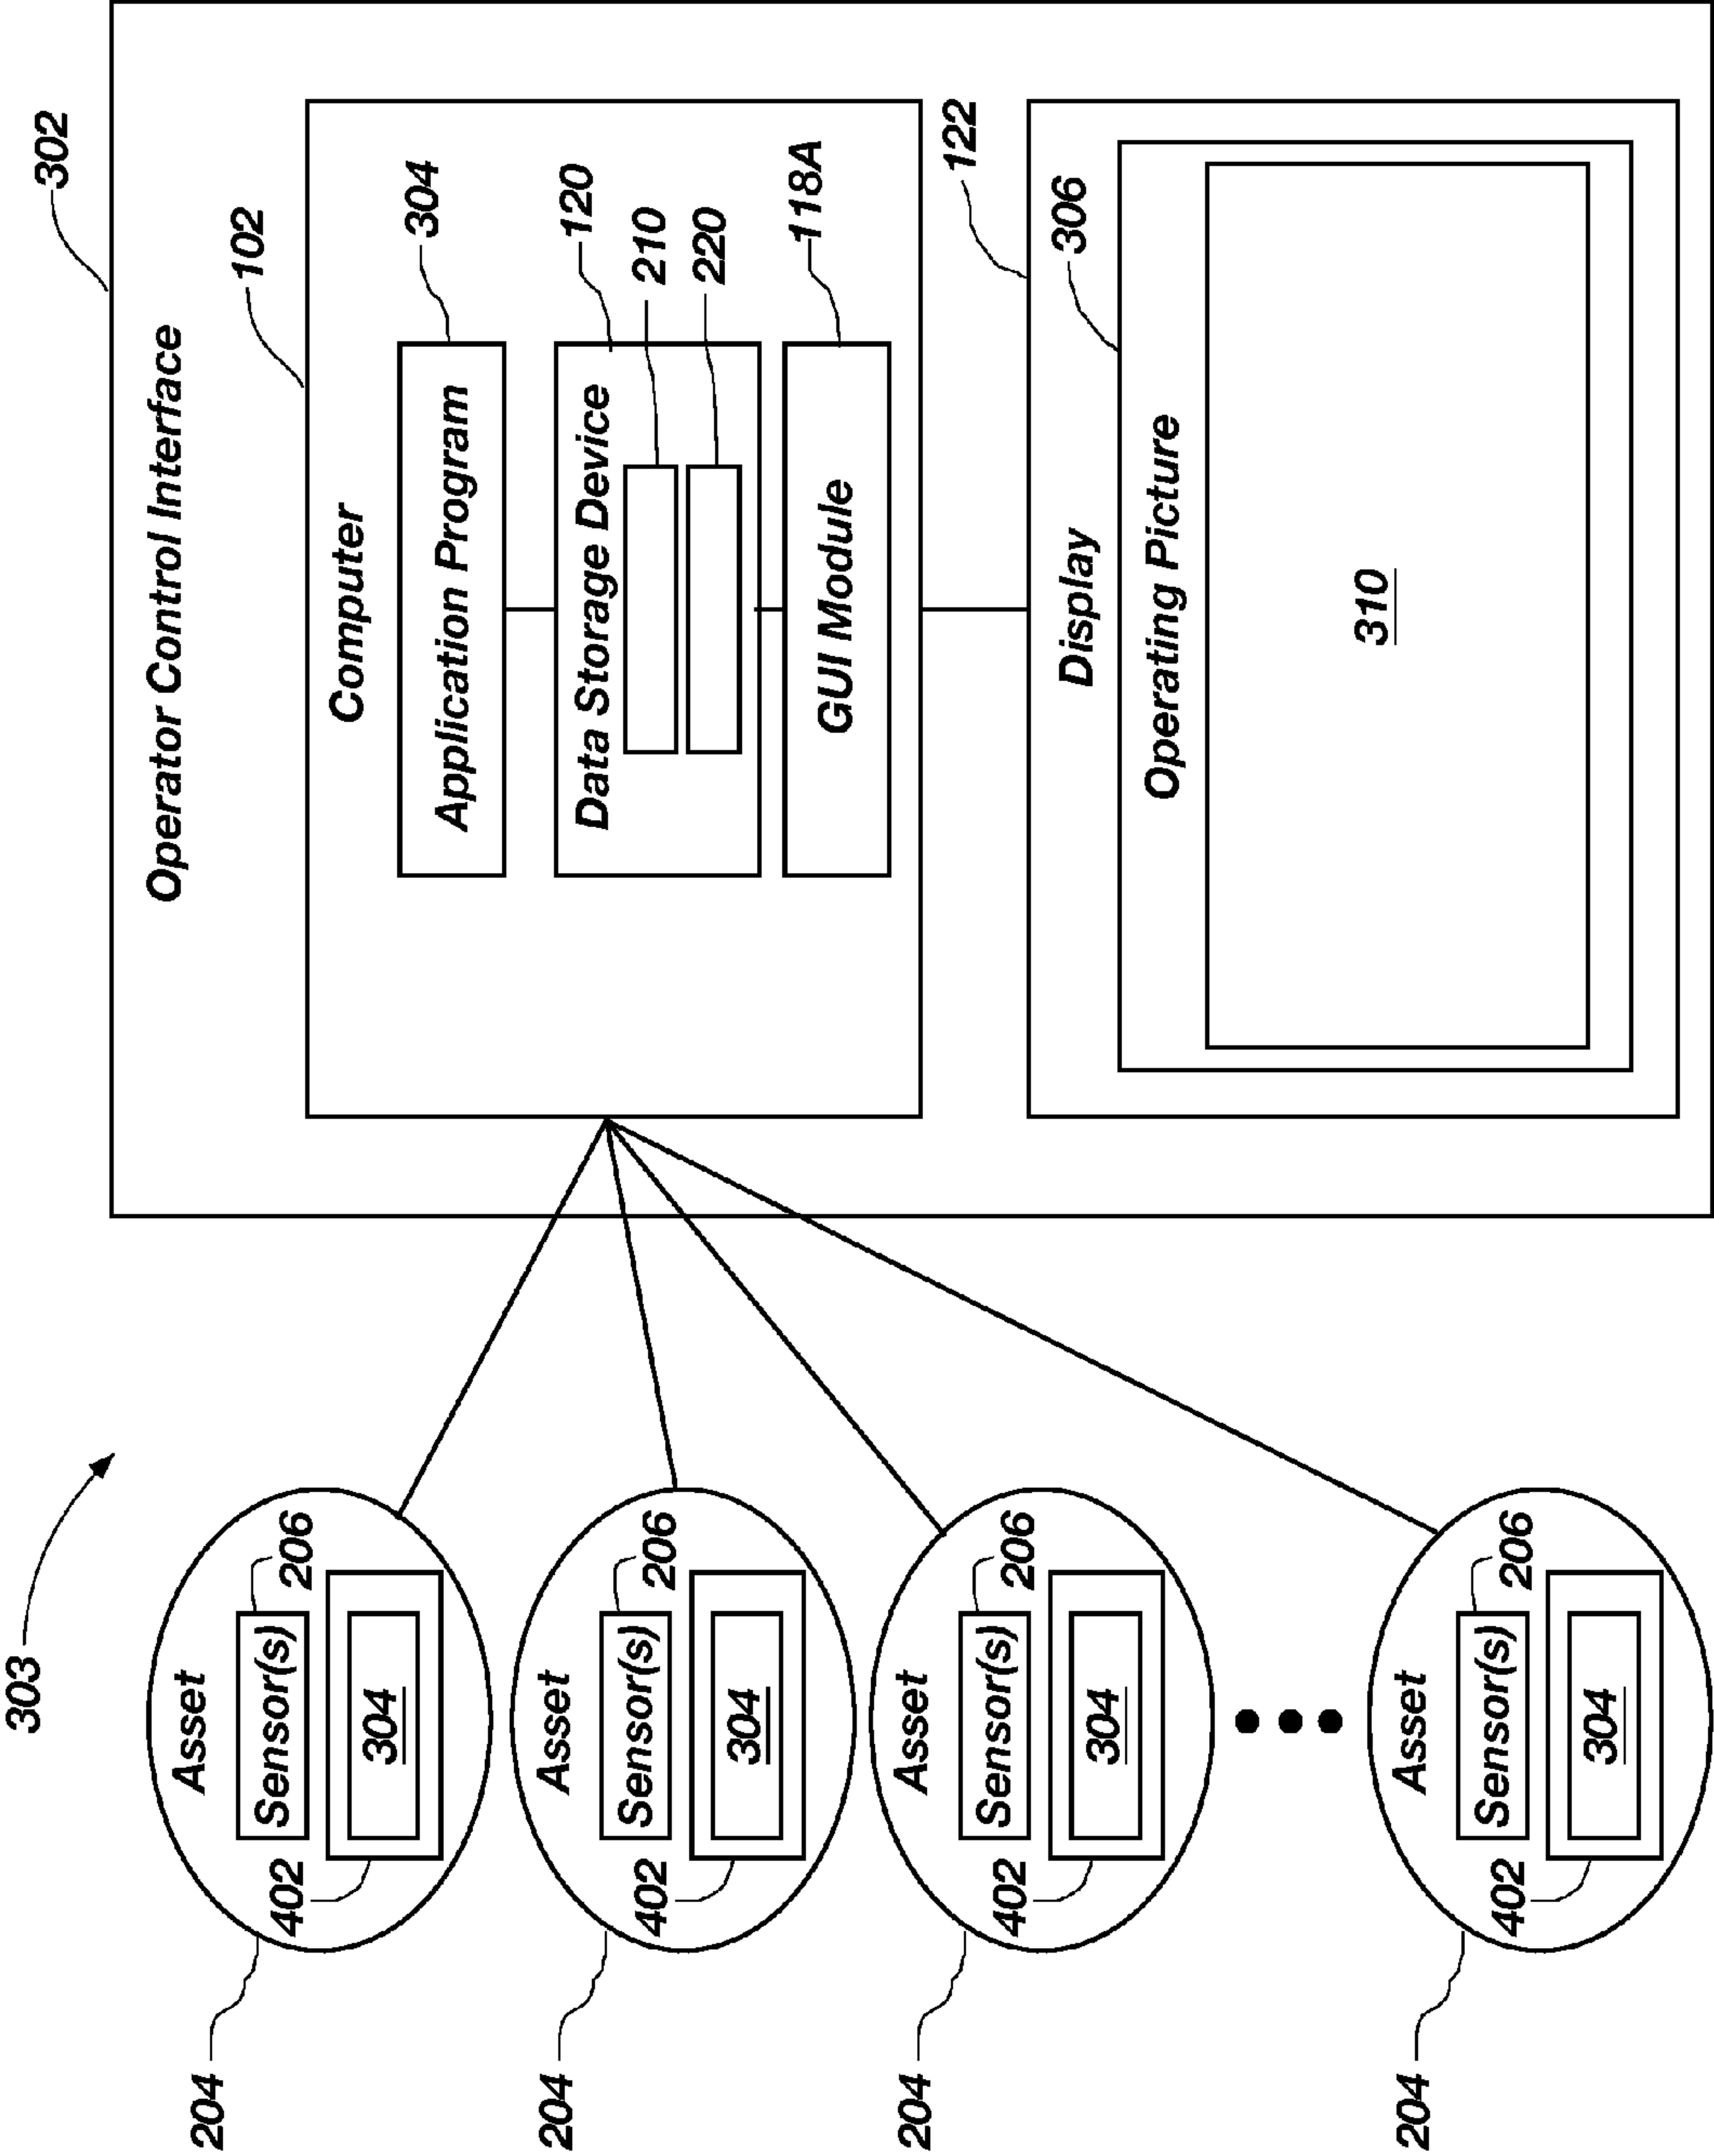 303
302
Operator Control Interface
204
Asset
Sensor(s)
206
402
304
204
Asset
Sensor(s)
206
402
304
204
Asset
Sensor(s)
206
402
304
204
Asset
Sensor(s)
206
402
304
102
Computer
304
Application Program
120
Data Storage Device
210
220
118A
GUI Module
122
Display
306
Operating Picture
310